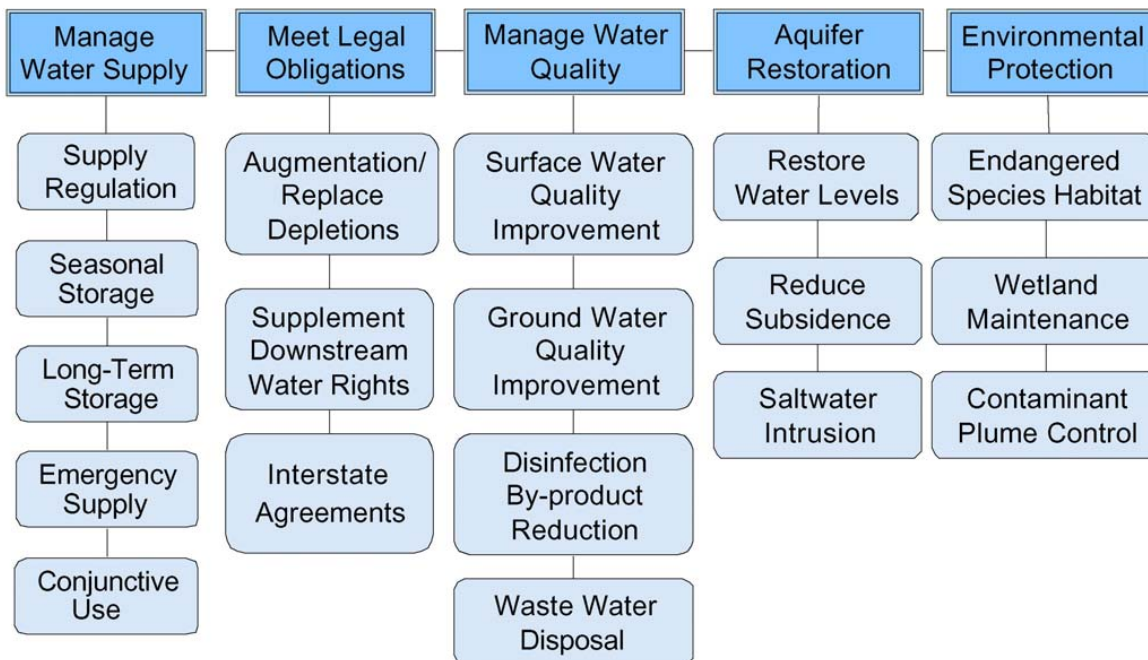 Manage
Water Supply
Meet Legal
Obligations
Manage Water
Quality
Aquifer
Restoration
Environmental
Protection
Supply
Regulation
Seasonal
Storage
Long-Term
Storage
Emergency
Supply
Conjunctive
Use
Augmentation/
Replace
Depletions
Supplement
Downstream
Water Rights
Interstate
Agreements
Surface Water
Quality
Improvement
Ground Water
Quality
Improvement
Disinfection
By-product
Reduction
Waste Water
Disposal
Restore
Water Levels
Reduce
Subsidence
Saltwater
Intrusion
Endangered
Species Habitat
Wetland
Maintenance
Contaminant
Plume Control